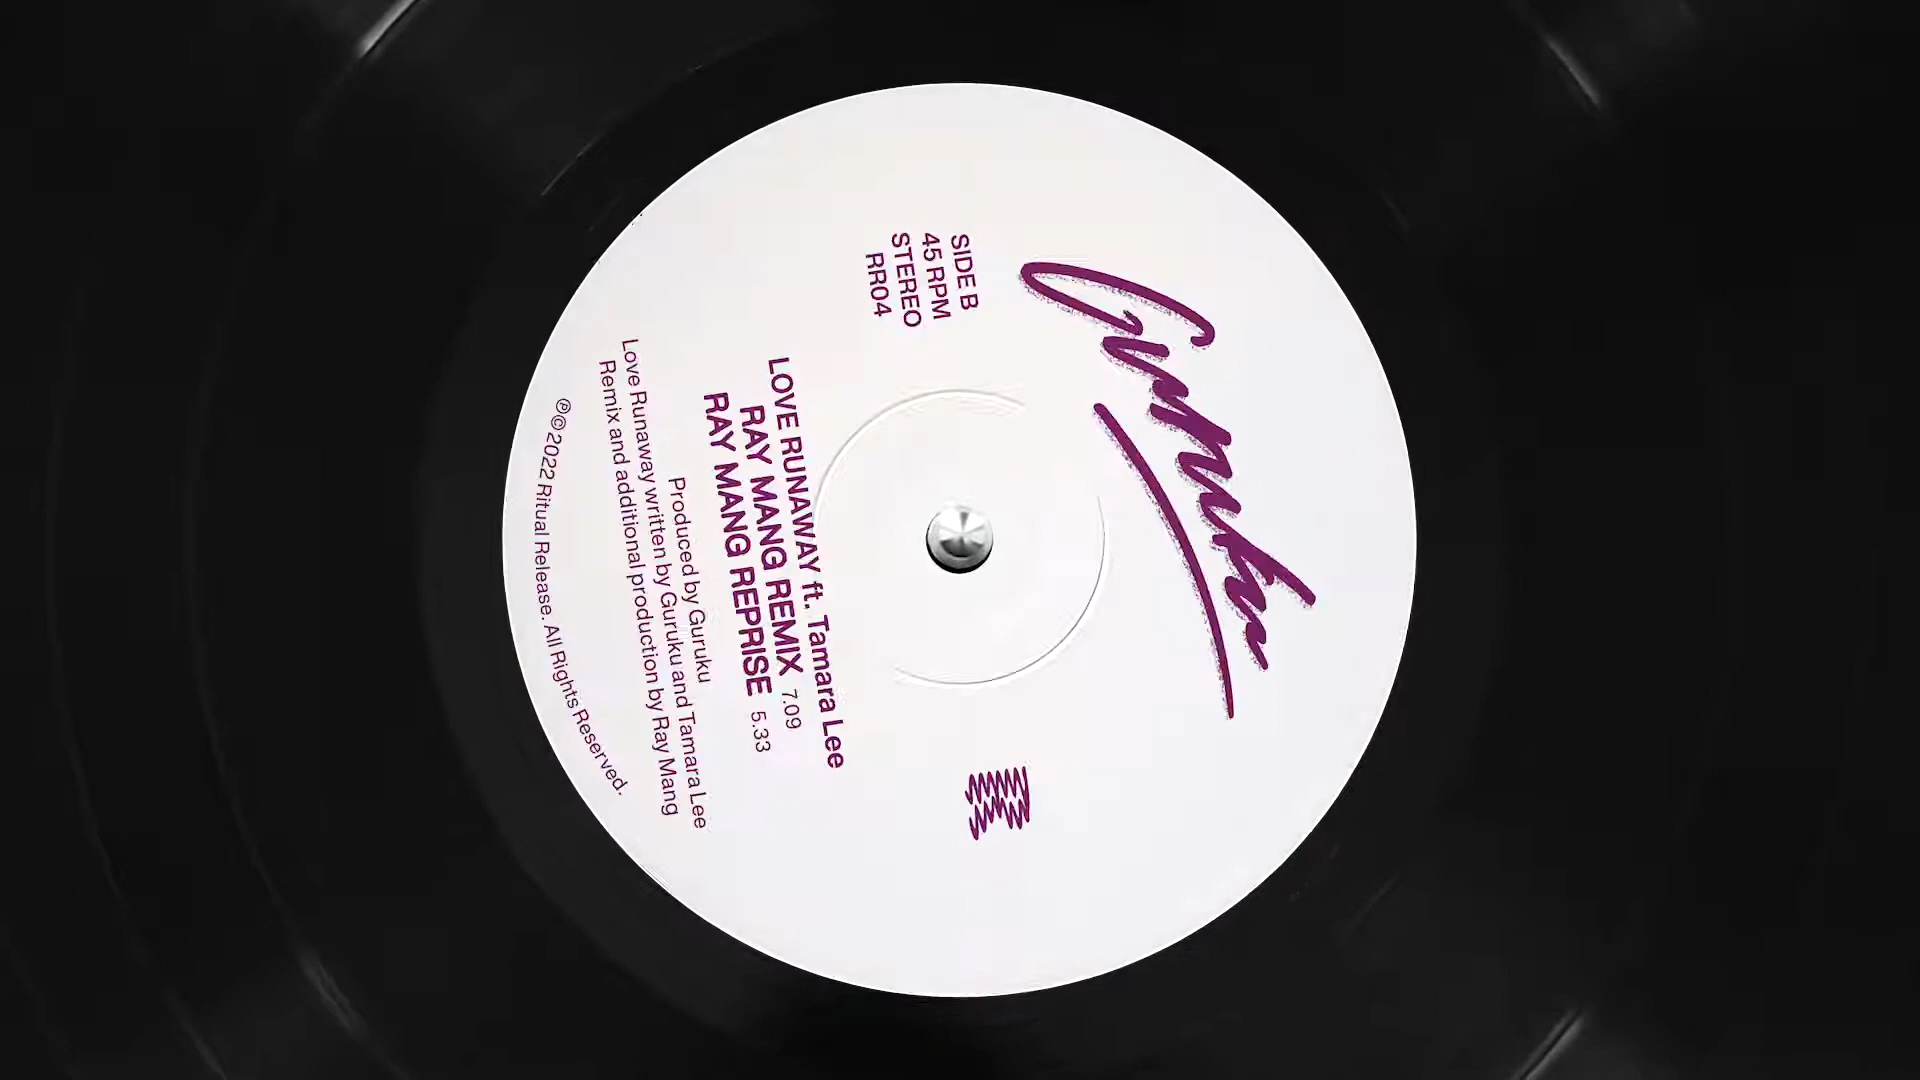 Guruku
SIDE B
45 RPM
STEREO
RR04
LOVE RUNAWAY ft. Tamara Lee
RAY MANG REMIX 7.09
RAY MANG REPRISE 5.33
Produced by Guruku
Love Runaway written by Guruku and Tamara Lee
Remix and additional production by Ray Mang
℗© 2022 Ritual Release. All Rights Reserved.